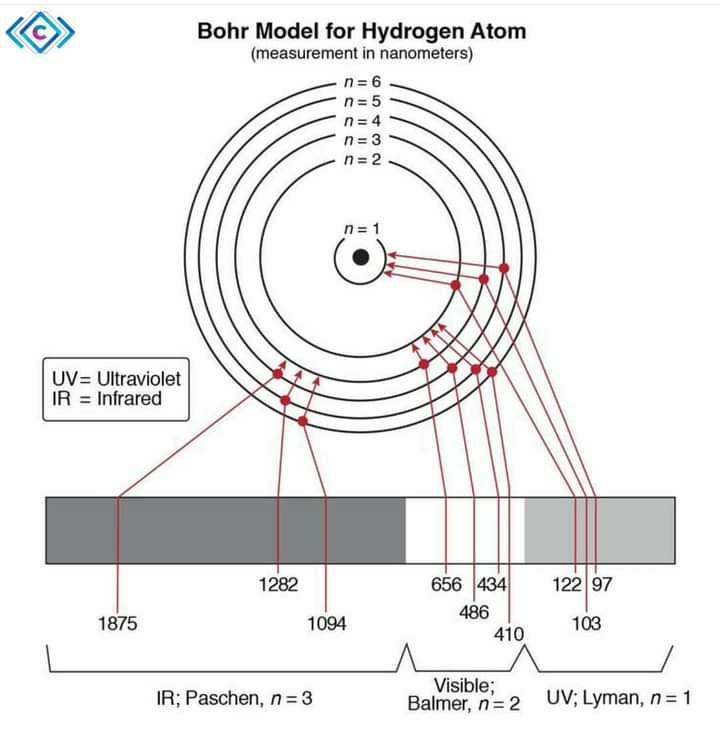 C
Bohr Model for Hydrogen Atom
(measurement in nanometers)
n = 6
n = 5
n = 4
n = 3
n = 2
n = 1
UV= Ultraviolet
IR = Infrared
1282
656
434
122
97
486
1875
1094
103
410
IR; Paschen, n = 3
Visible;
Balmer, n = 2
UV; Lyman, n = 1